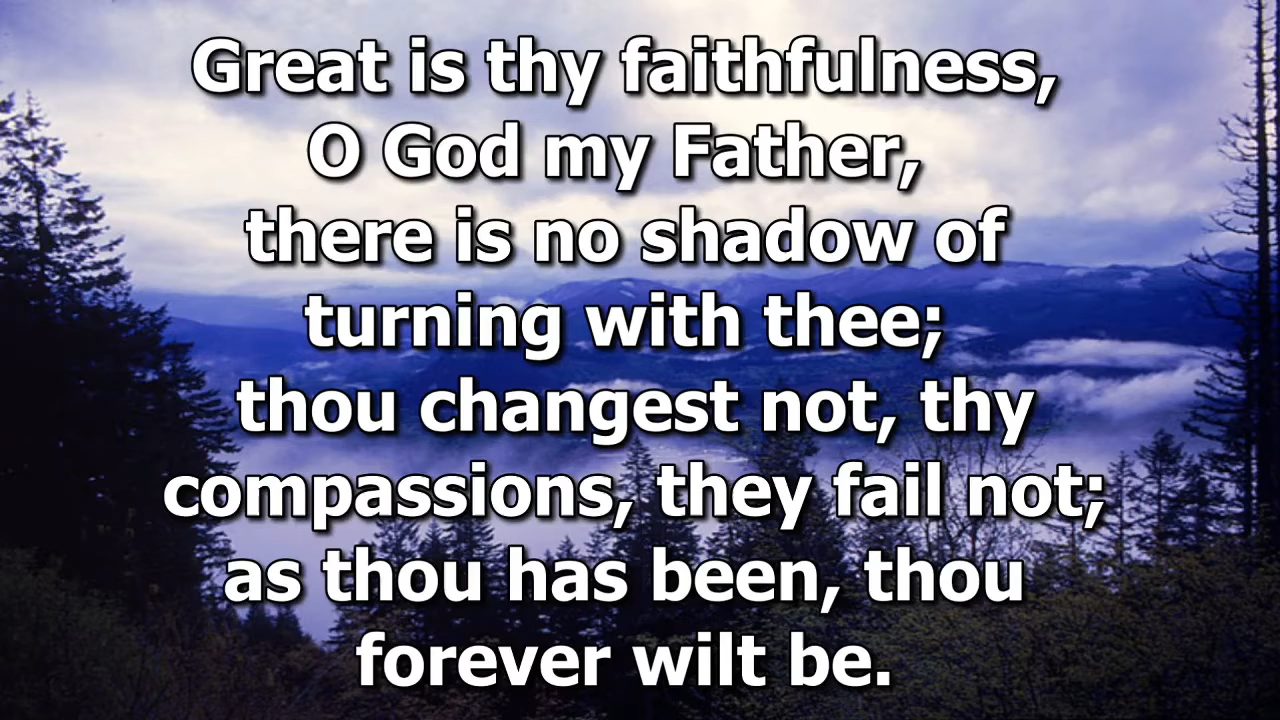 Great is thy faithfulness,
O God my Father,
there is no shadow of
turning with thee;
thou changest not, thy
compassions, they fail not;
as thou has been, thou
forever wilt be.